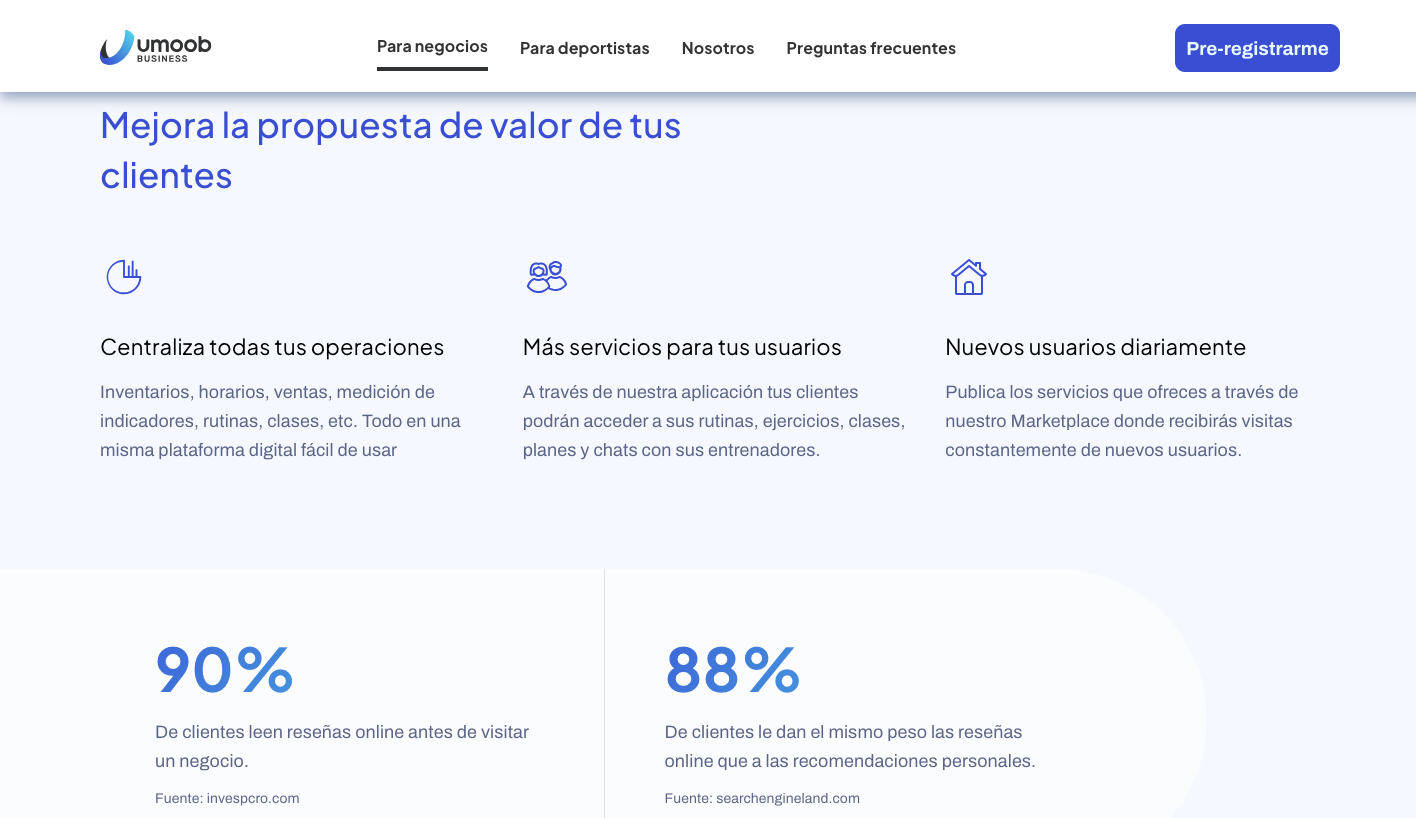 umoob
BUSINESS
Para negocios
Para deportistas
Nosotros
Preguntas frecuentes
Pre-registrarme
Mejora la propuesta de valor de tus
clientes
Centraliza todas tus operaciones
Inventarios, horarios, ventas, medición de
indicadores, rutinas, clases, etc. Todo en una
misma plataforma digital fácil de usar
Más servicios para tus usuarios
A través de nuestra aplicación tus clientes
podrán acceder a sus rutinas, ejercicios, clases,
planes y chats con sus entrenadores.
Nuevos usuarios diariamente
Publica los servicios que ofreces a través de
nuestro Marketplace donde recibirás visitas
constantemente de nuevos usuarios.
90%
De clientes leen reseñas online antes de visitar
un negocio.
Fuente: invespcro.com
88%
De clientes le dan el mismo peso las reseñas
online que a las recomendaciones personales.
Fuente: searchengineland.com